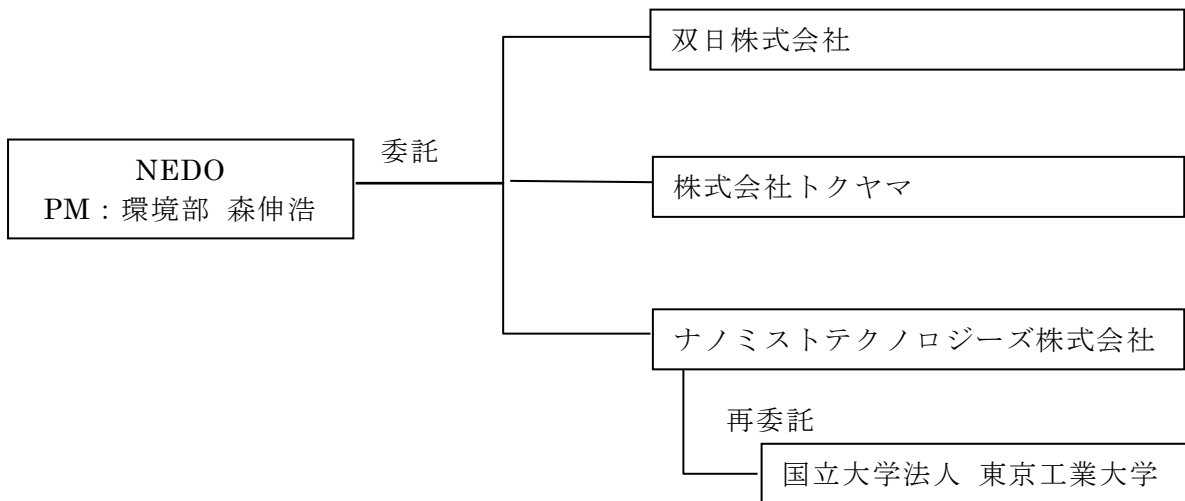 双日株式会社
委託
NEDO
PM：環境部 森伸浩
株式会社トクヤマ
ナノミストテクノロジーズ株式会社
再委託
国立大学法人 東京工業大学